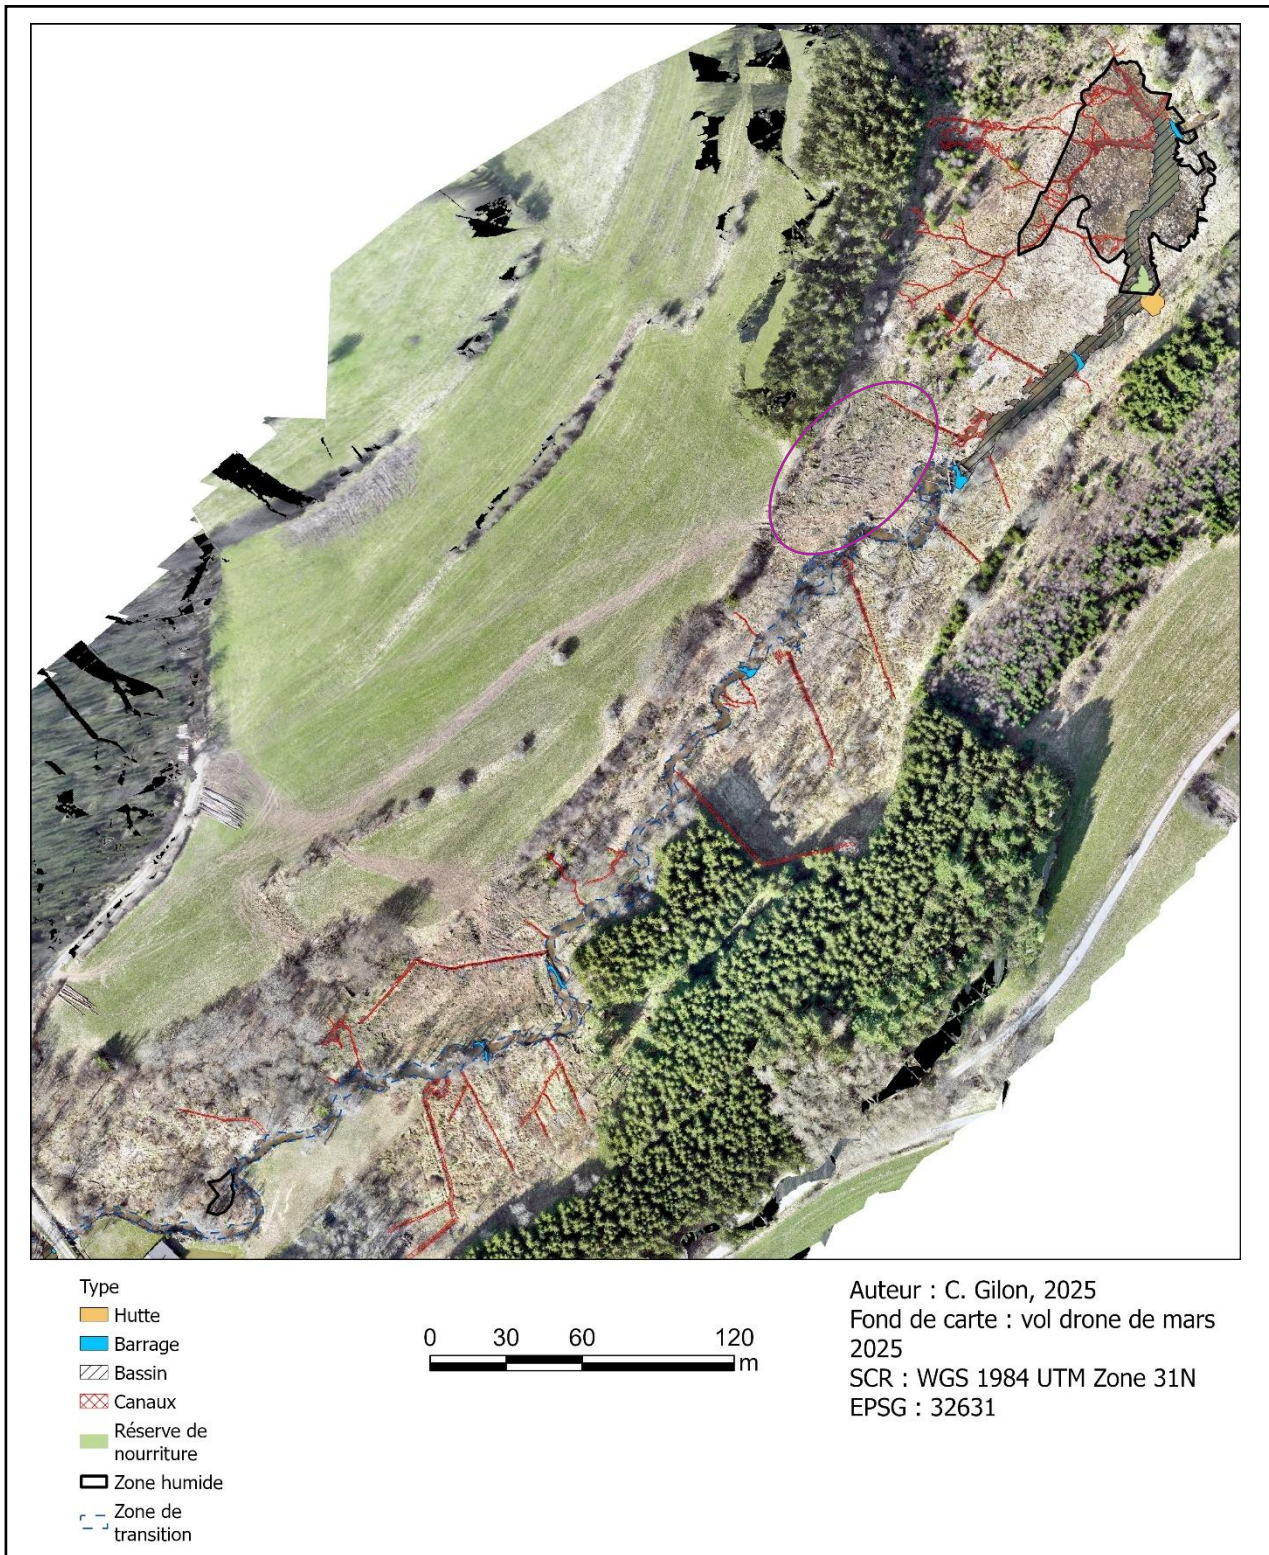 Type
Hutte
Barrage
Bassin
Canaux
Réserve de
nourriture
Zone humide
Zone de
transition
0 30 60 120
m
Auteur : C. Gilon, 2025
Fond de carte : vol drone de mars
2025
SCR : WGS 1984 UTM Zone 31N
EPSG : 32631